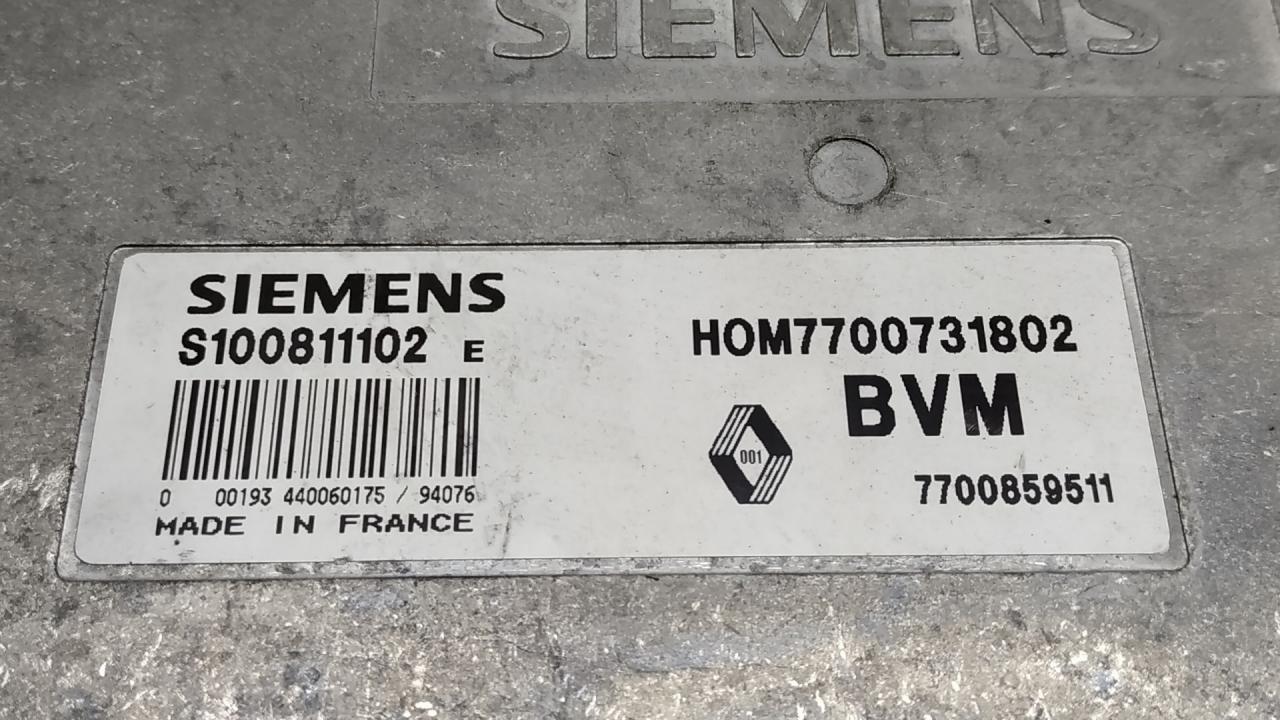 SIEMENS
SIEMENS
S100811102 E
0 00193 440060175 / 94076
MADE IN FRANCE
HOM7700731802
BVM
001
7700859511